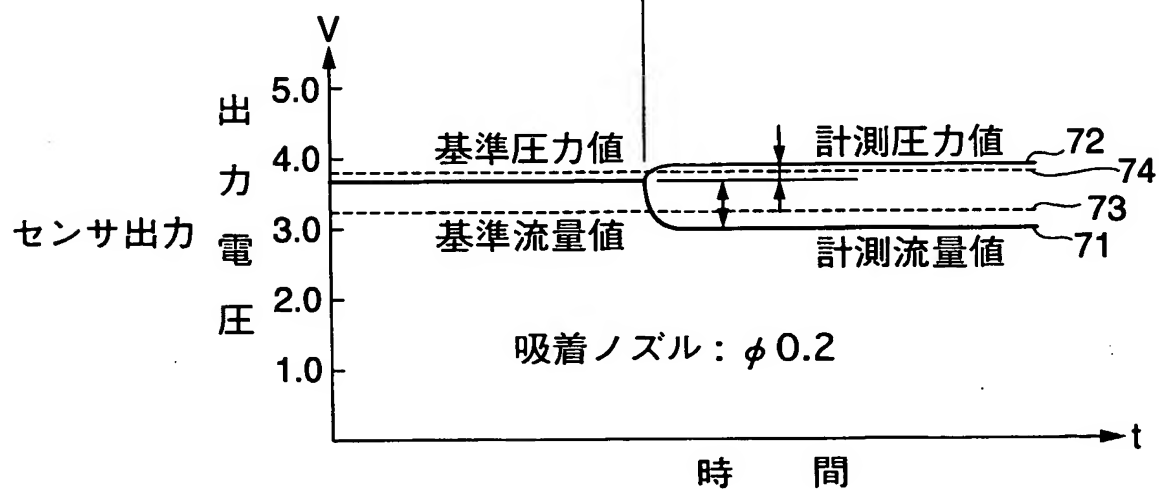 V
5.0
4.0
3.0
2.0
1.0
出力電圧
センサ出力
基準圧力値
計測圧力値
72
74
73
71
基準流量値
計測流量値
吸着ノズル：φ0.2
t
時間